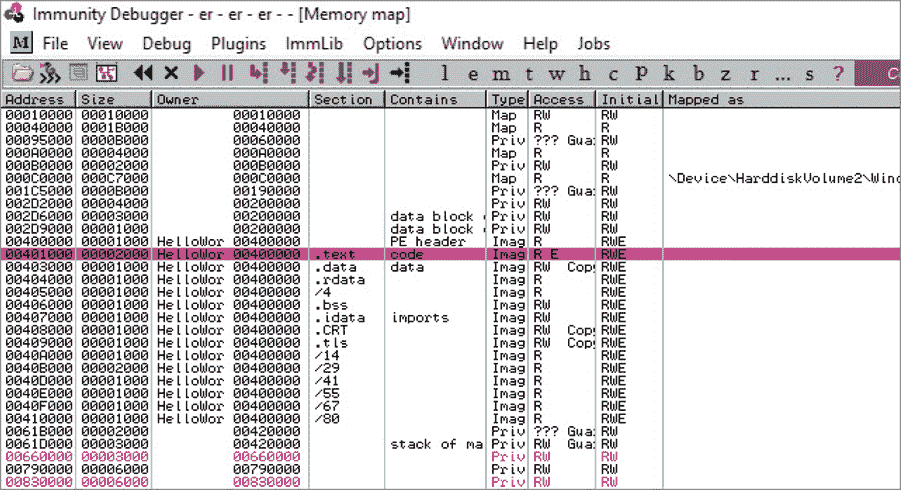 Immunity Debugger - er - er - er - - [Memory map]
M File View Debug Plugins ImmLib Options Window Help Jobs
l e m t w h c P k b z r ... s ? C
Address Size Owner Section Contains Type Access Initial Mapped as
00010000 00010000 00010000 Map RW RW
00040000 0001B000 00040000 Map R R
00095000 0000B000 00060000 Priv ??? Gua: RW
000A0000 00004000 000A0000 Map R R
000B0000 00002000 000B0000 Priv RW RW
000C0000 000C7000 000C0000 Map R R \Device\HarddiskVolume2\Wind
001C5000 0000B000 00190000 Priv ??? Gua: RW
002D2000 00004000 00200000 Priv RW RW
002D6000 00003000 00200000 data block Priv RW RW
002D9000 00001000 00200000 data block Priv RW RW
00400000 00001000 HelloWor 00400000 PE header Imag R RWE
00401000 00002000 HelloWor 00400000 .text code Imag R E RWE
00403000 00001000 HelloWor 00400000 .data data Imag RW Cop RWE
00404000 00001000 HelloWor 00400000 .rdata Imag R RWE
00405000 00001000 HelloWor 00400000 /4 Imag R RWE
00406000 00001000 HelloWor 00400000 .bss Imag RW RWE
00407000 00001000 HelloWor 00400000 .idata imports Imag RW RWE
00408000 00001000 HelloWor 00400000 .CRT Imag RW Cop RWE
00409000 00001000 HelloWor 00400000 .tls Imag RW Cop RWE
0040A000 00001000 HelloWor 00400000 /14 Imag R RWE
0040B000 00002000 HelloWor 00400000 /29 Imag R RWE
0040D000 00001000 HelloWor 00400000 /41 Imag R RWE
0040E000 00001000 HelloWor 00400000 /55 Imag R RWE
0040F000 00001000 HelloWor 00400000 /67 Imag R RWE
00410000 00001000 HelloWor 00400000 /80 Imag R RWE
0061B000 00002000 00420000 Priv ??? Gua: RW
0061D000 00003000 00420000 stack of ma Priv RW Gua: RW
00660000 00003000 00660000 Priv RW RW
00790000 00006000 00790000 Priv RW RW
00830000 00006000 00830000 Priv RW RW